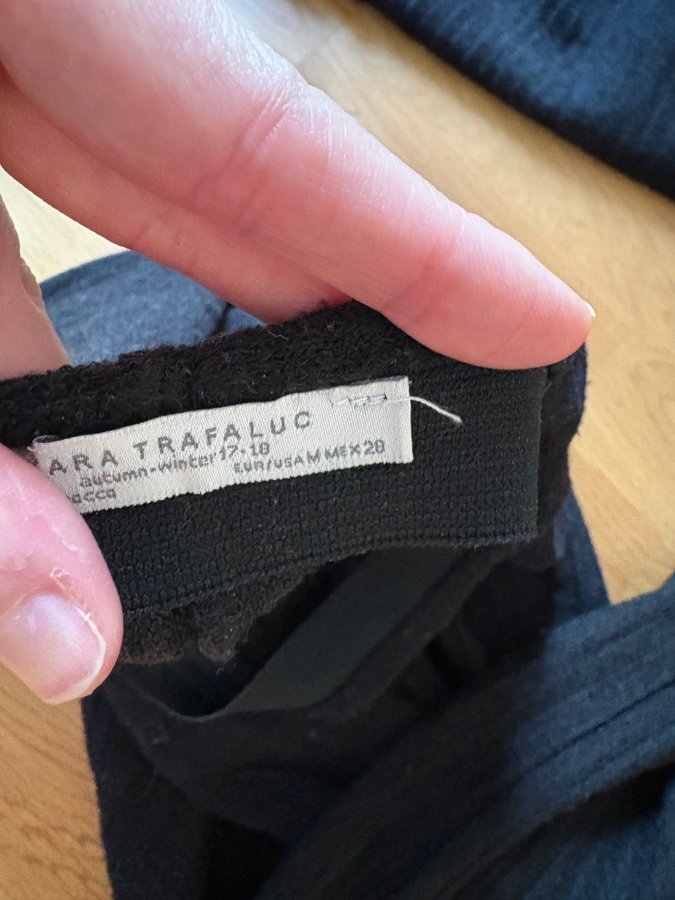 ARA TRAFALUC
autumn-winter 17-18
EUR/USA M MEX 28